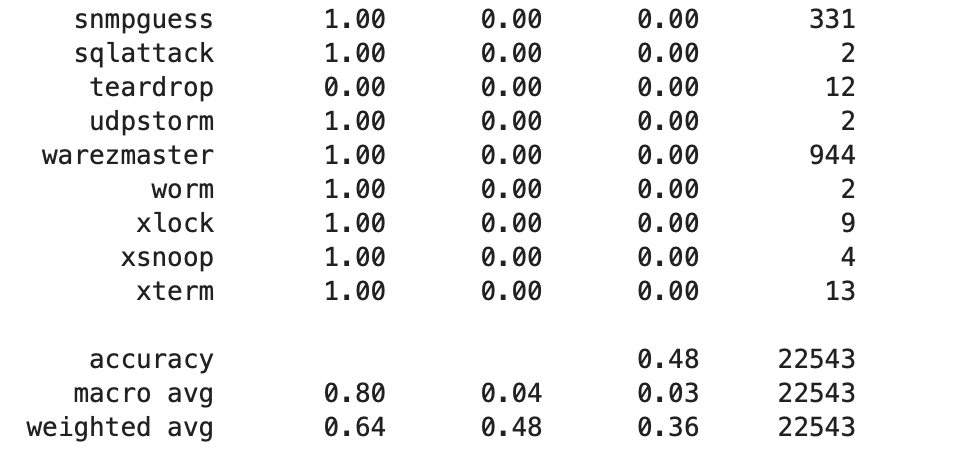 snmpguess 1.00 0.00 0.00 331
sqlattack 1.00 0.00 0.00 2
teardrop 0.00 0.00 0.00 12
udpstorm 1.00 0.00 0.00 2
warezmaster 1.00 0.00 0.00 944
worm 1.00 0.00 0.00 2
xlock 1.00 0.00 0.00 9
xsnoop 1.00 0.00 0.00 4
xterm 1.00 0.00 0.00 13
accuracy 0.48 22543
macro avg 0.80 0.04 0.03 22543
weighted avg 0.64 0.48 0.36 22543